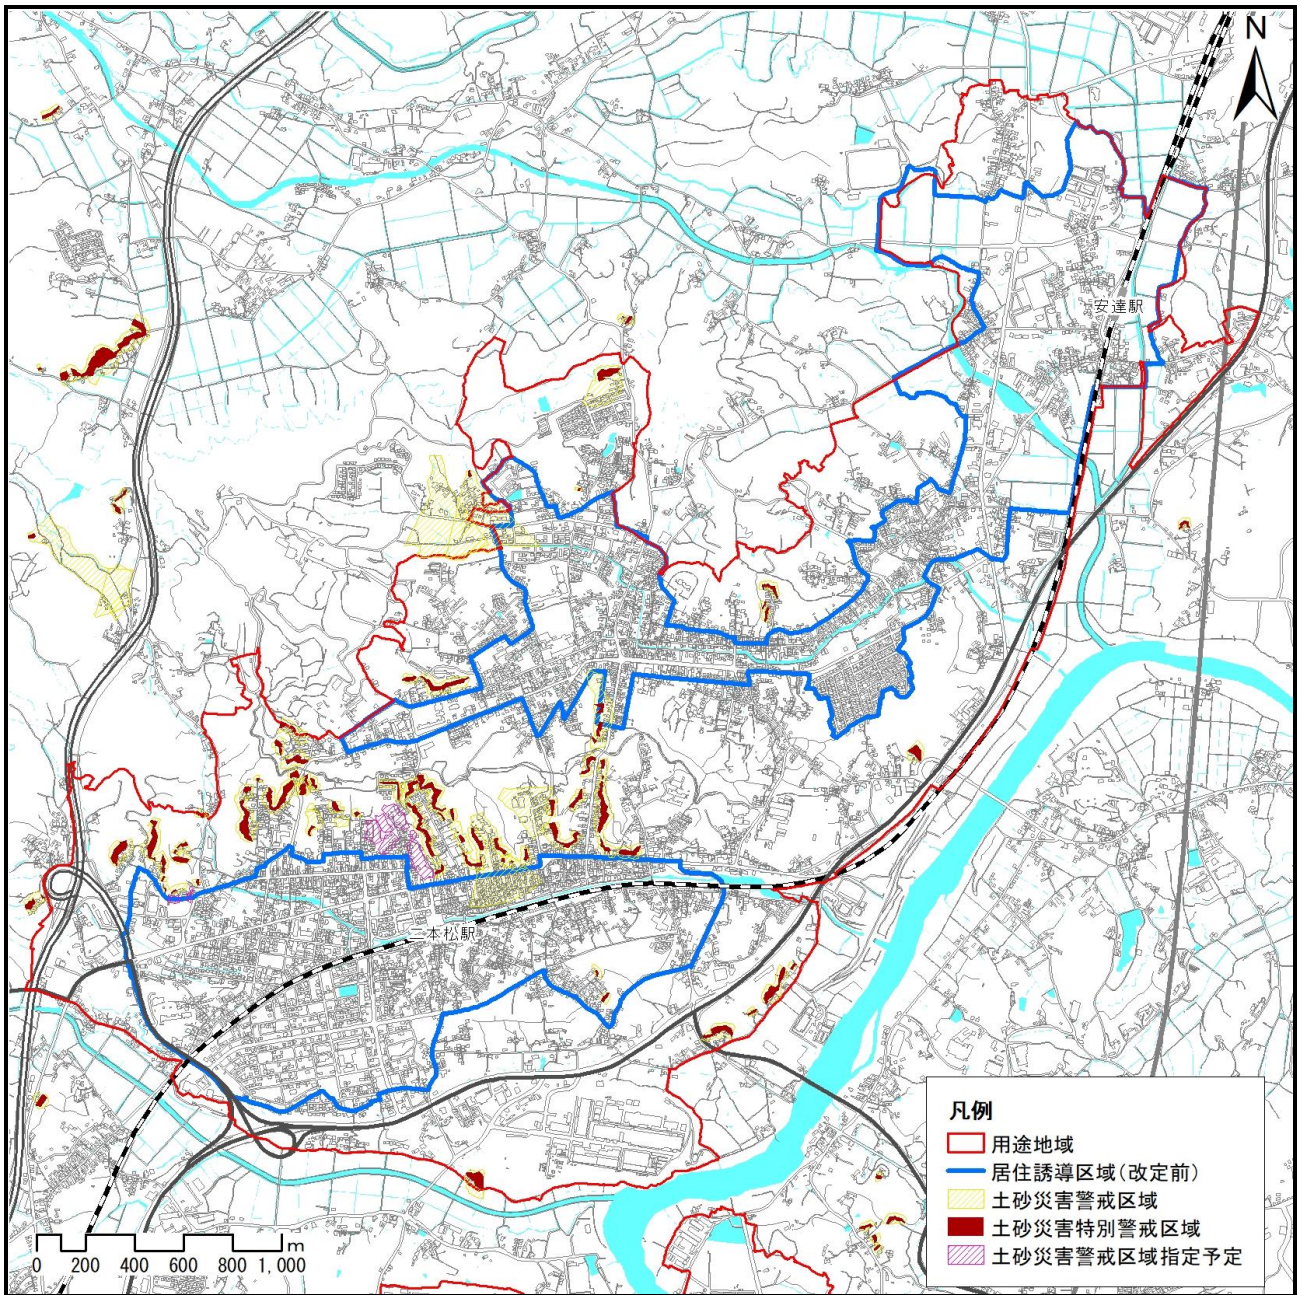 N
安達駅
二本松駅
凡例
用途地域
居住誘導区域(改定前)
土砂災害警戒区域
土砂災害特別警戒区域
土砂災害警戒区域指定予定
m
0 200 400 600 800 1,000